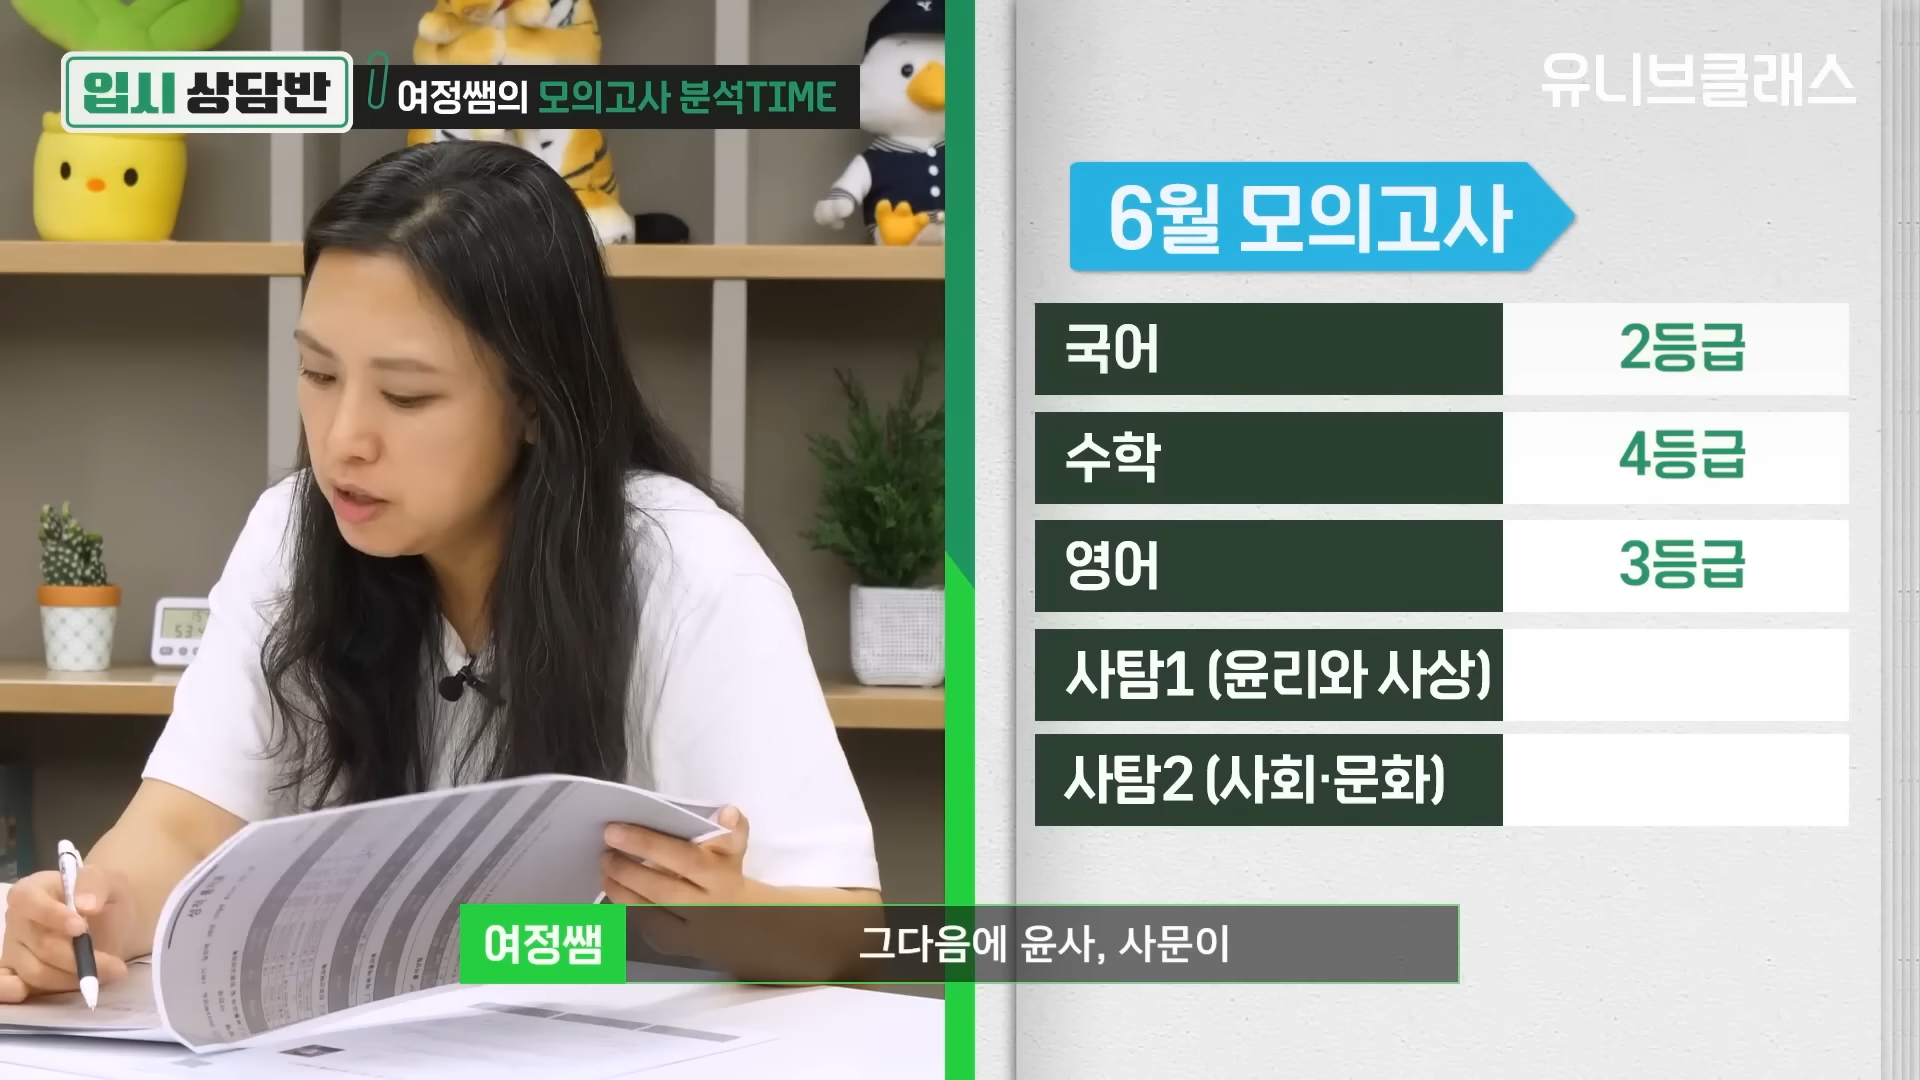 입시 상담반
여정쌤의 모의고사 분석TIME
유니브클래스
6월 모의고사
국어 2등급
수학 4등급
영어 3등급
사탐1 (윤리와 사상)
사탐2 (사회·문화)
여정쌤 그다음에 윤사, 사문이